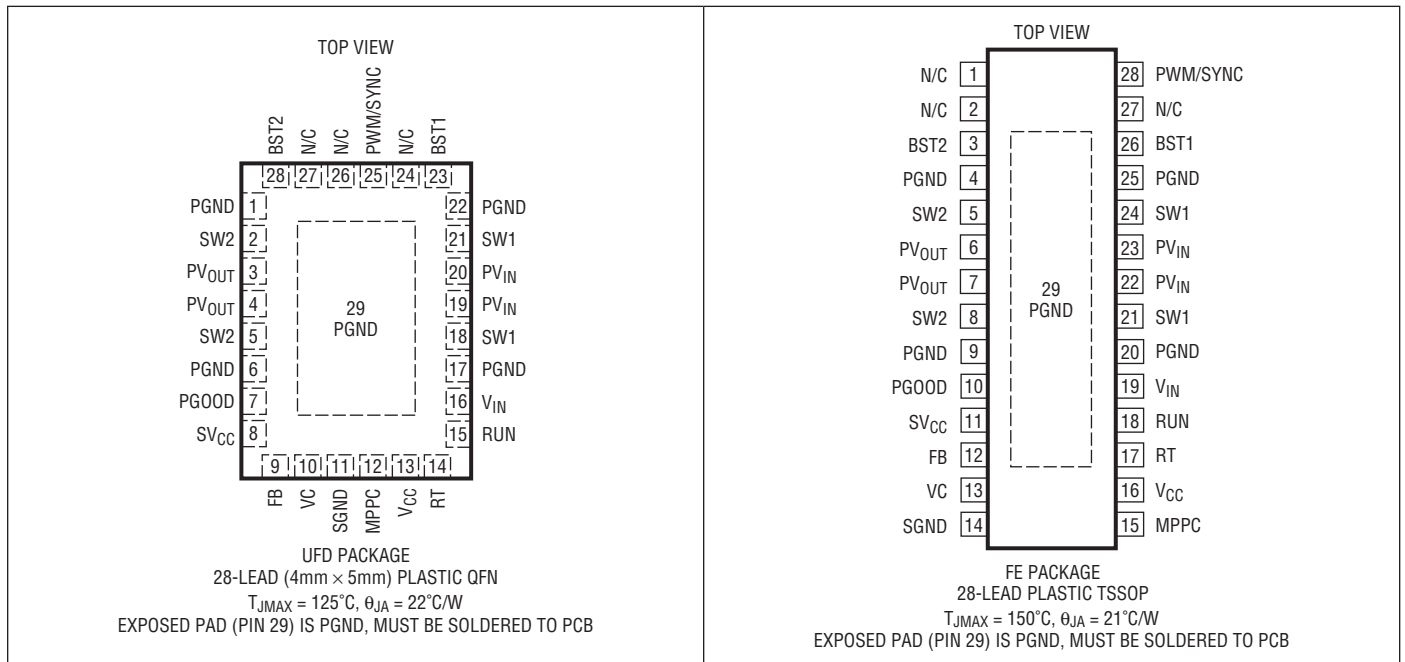 TOP VIEW
BST2
N/C
N/C
PWM/SYNC
N/C
BST1
28 27 26 25 24 23
PGND 1
SW2 2
PVOUT 3
PVOUT 4
SW2 5
PGND 6
PGOOD 7
SVCC 8
22 PGND
21 SW1
20 PVIN
19 PVIN
18 SW1
17 PGND
16 VIN
15 RUN
29
PGND
9 10 11 12 13 14
FB
VC
SGND
MPPC
VCC
RT
UFD PACKAGE
28-LEAD (4mm × 5mm) PLASTIC QFN
TJMAX = 125°C, θJA = 22°C/W
EXPOSED PAD (PIN 29) IS PGND, MUST BE SOLDERED TO PCB
TOP VIEW
N/C 1
N/C 2
BST2 3
PGND 4
SW2 5
PVOUT 6
PVOUT 7
SW2 8
PGND 9
PGOOD 10
SVCC 11
FB 12
VC 13
SGND 14
28 PWM/SYNC
27 N/C
26 BST1
25 PGND
24 SW1
23 PVIN
22 PVIN
21 SW1
20 PGND
19 VIN
18 RUN
17 RT
16 VCC
15 MPPC
29
PGND
FE PACKAGE
28-LEAD PLASTIC TSSOP
TJMAX = 150°C, θJA = 21°C/W
EXPOSED PAD (PIN 29) IS PGND, MUST BE SOLDERED TO PCB